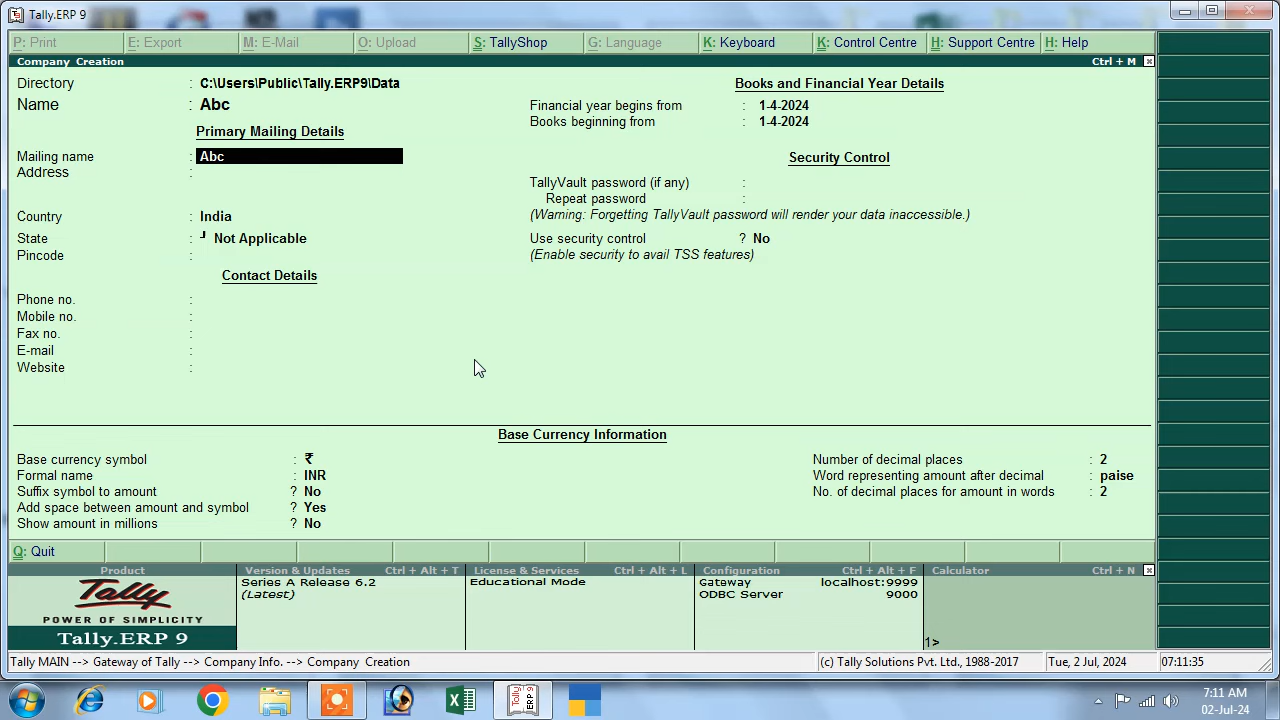 Tally.ERP 9
P: Print E: Export M: E-Mail O: Upload S: TallyShop G: Language K: Keyboard K: Control Centre H: Support Centre H: Help
Company Creation Ctrl + M
Directory : C:\Users\Public\Tally.ERP9\Data
Name : Abc
Primary Mailing Details
Mailing name : Abc
Address :
Country : India
State : ┘ Not Applicable
Pincode :
Contact Details
Phone no. :
Mobile no. :
Fax no. :
E-mail :
Website :
Books and Financial Year Details
Financial year begins from : 1-4-2024
Books beginning from : 1-4-2024
Security Control
TallyVault password (if any) :
Repeat password :
(Warning: Forgetting TallyVault password will render your data inaccessible.)
Use security control ? No
(Enable security to avail TSS features)
Base Currency Information
Base currency symbol : ₹
Formal name : INR
Suffix symbol to amount ? No
Add space between amount and symbol ? Yes
Show amount in millions ? No
Number of decimal places : 2
Word representing amount after decimal : paise
No. of decimal places for amount in words : 2
Q: Quit
Product
Tally
POWER OF SIMPLICITY
Tally.ERP 9
Version & Updates Ctrl + Alt + T
Series A Release 6.2
(Latest)
License & Services Ctrl + Alt + L
Educational Mode
Configuration Ctrl + Alt + F
Gateway localhost:9999
ODBC Server 9000
Calculator Ctrl + N
1>
Tally MAIN --> Gateway of Tally --> Company Info. --> Company Creation (c) Tally Solutions Pvt. Ltd., 1988-2017 Tue, 2 Jul, 2024 07:11:35
7:11 AM
02-Jul-24